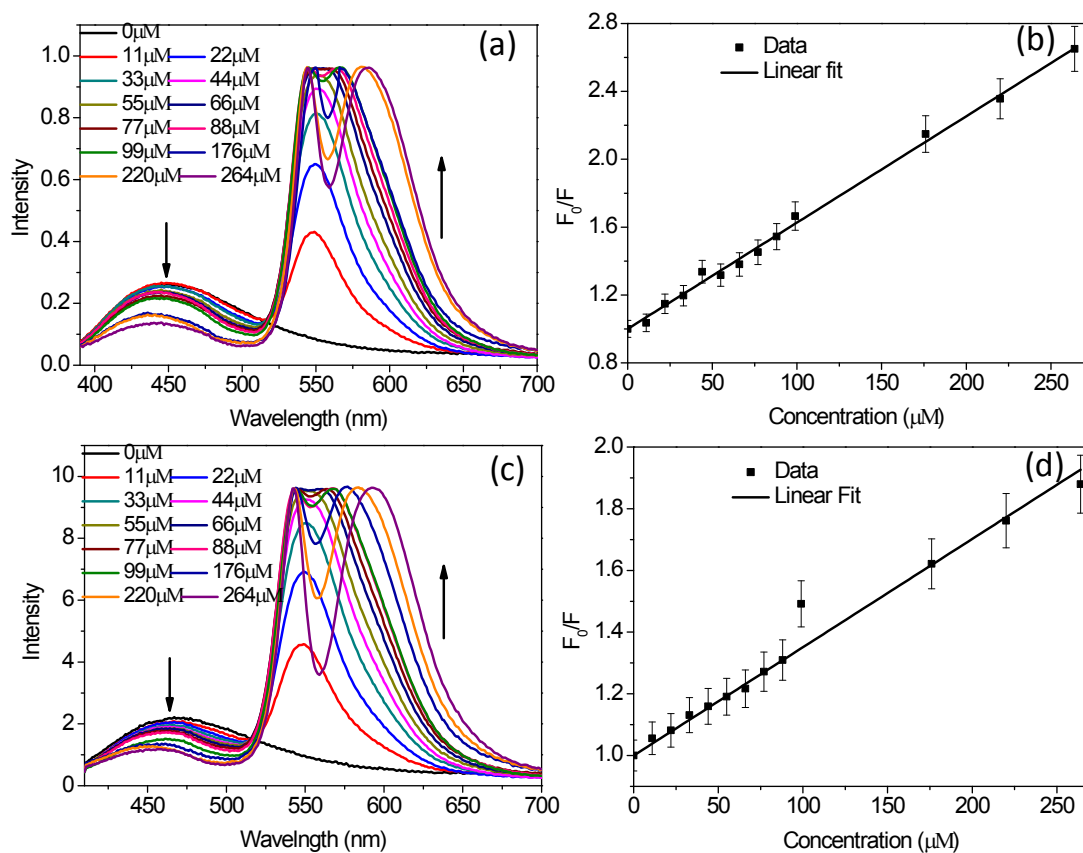 (a)
0µM
11µM 22µM
33µM 44µM
55µM 66µM
77µM 88µM
99µM 176µM
220µM 264µM
1.0
0.8
0.6
0.4
0.2
0.0
Intensity
400 450 500 550 600 650 700
Wavelength (nm)
(b)
Data
Linear fit
2.8
2.4
2.0
1.6
1.2
0.8
F0/F
0 50 100 150 200 250
Concentration (µM)
(c)
0µM
11µM 22µM
33µM 44µM
55µM 66µM
77µM 88µM
99µM 176µM
220µM 264µM
10
8
6
4
2
0
Intensity
450 500 550 600 650 700
Wavelngth (nm)
(d)
Data
Linear Fit
2.0
1.8
1.6
1.4
1.2
1.0
F0/F
0 50 100 150 200 250
Concentration (µM)